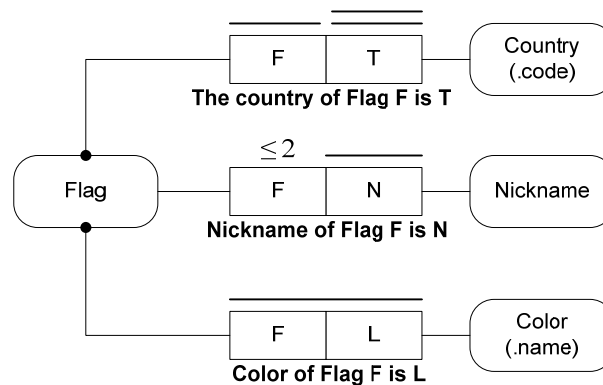 F T
Country
(.code)
The country of Flag F is T
Flag
≤2
F N
Nickname
Nickname of Flag F is N
F L
Color
(.name)
Color of Flag F is L